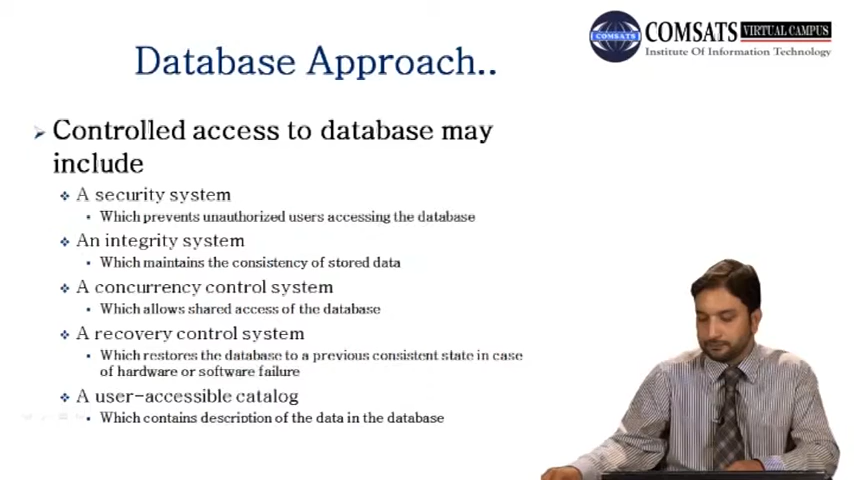 COMSATS VIRTUAL CAMPUS
COMSATS
Institute Of Information Technology
Database Approach..
Controlled access to database may
include
A security system
Which prevents unauthorized users accessing the database
An integrity system
Which maintains the consistency of stored data
A concurrency control system
Which allows shared access of the database
A recovery control system
Which restores the database to a previous consistent state in case
of hardware or software failure
A user-accessible catalog
Which contains description of the data in the database